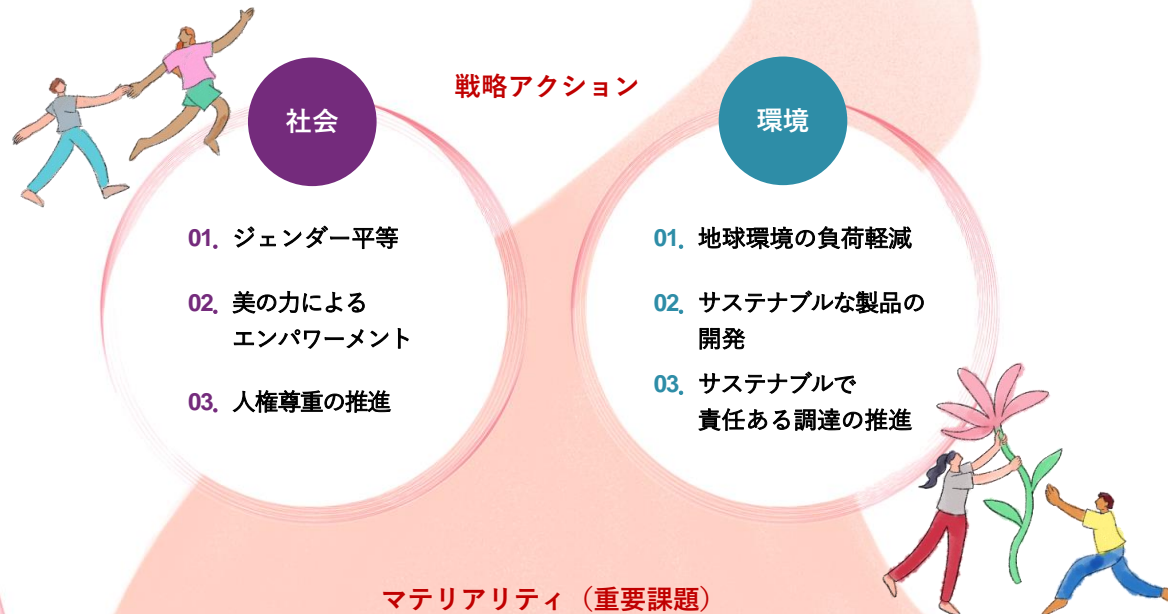 戦略アクション
社会
01. ジェンダー平等
02. 美の力による
エンパワーメント
03. 人権尊重の推進
環境
01. 地球環境の負荷軽減
02. サステナブルな製品の
開発
03. サステナブルで
責任ある調達の推進
マテリアリティ（重要課題）